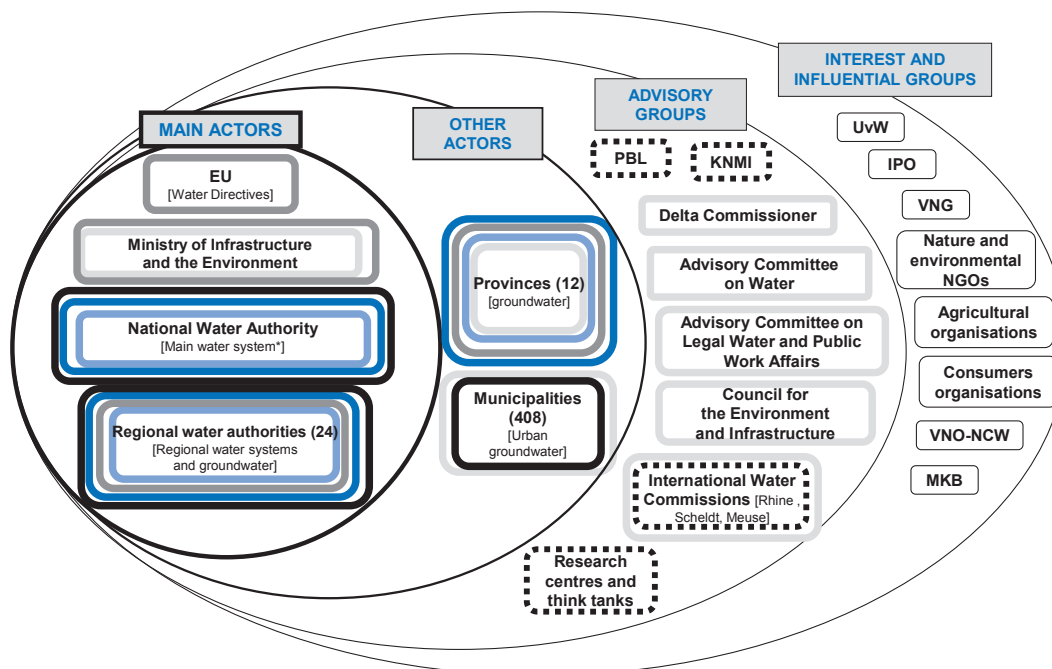 INTEREST AND
INFLUENTIAL GROUPS
ADVISORY
GROUPS
OTHER
ACTORS
MAIN ACTORS
EU
[Water Directives]
Ministry of Infrastructure
and the Environment
National Water Authority
[Main water system*]
Regional water authorities (24)
[Regional water systems
and groundwater]
Provinces (12)
[groundwater]
Municipalities
(408)
[Urban
groundwater]
PBL
KNMI
Delta Commissioner
Advisory Committee
on Water
Advisory Committee on
Legal Water and Public
Work Affairs
Council for
the Environment
and Infrastructure
International Water
Commissions [Rhine ,
Scheldt, Meuse]
Research
centres and
think tanks
UvW
IPO
VNG
Nature and
environmental
NGOs
Agricultural
organisations
Consumers
organisations
VNO-NCW
MKB